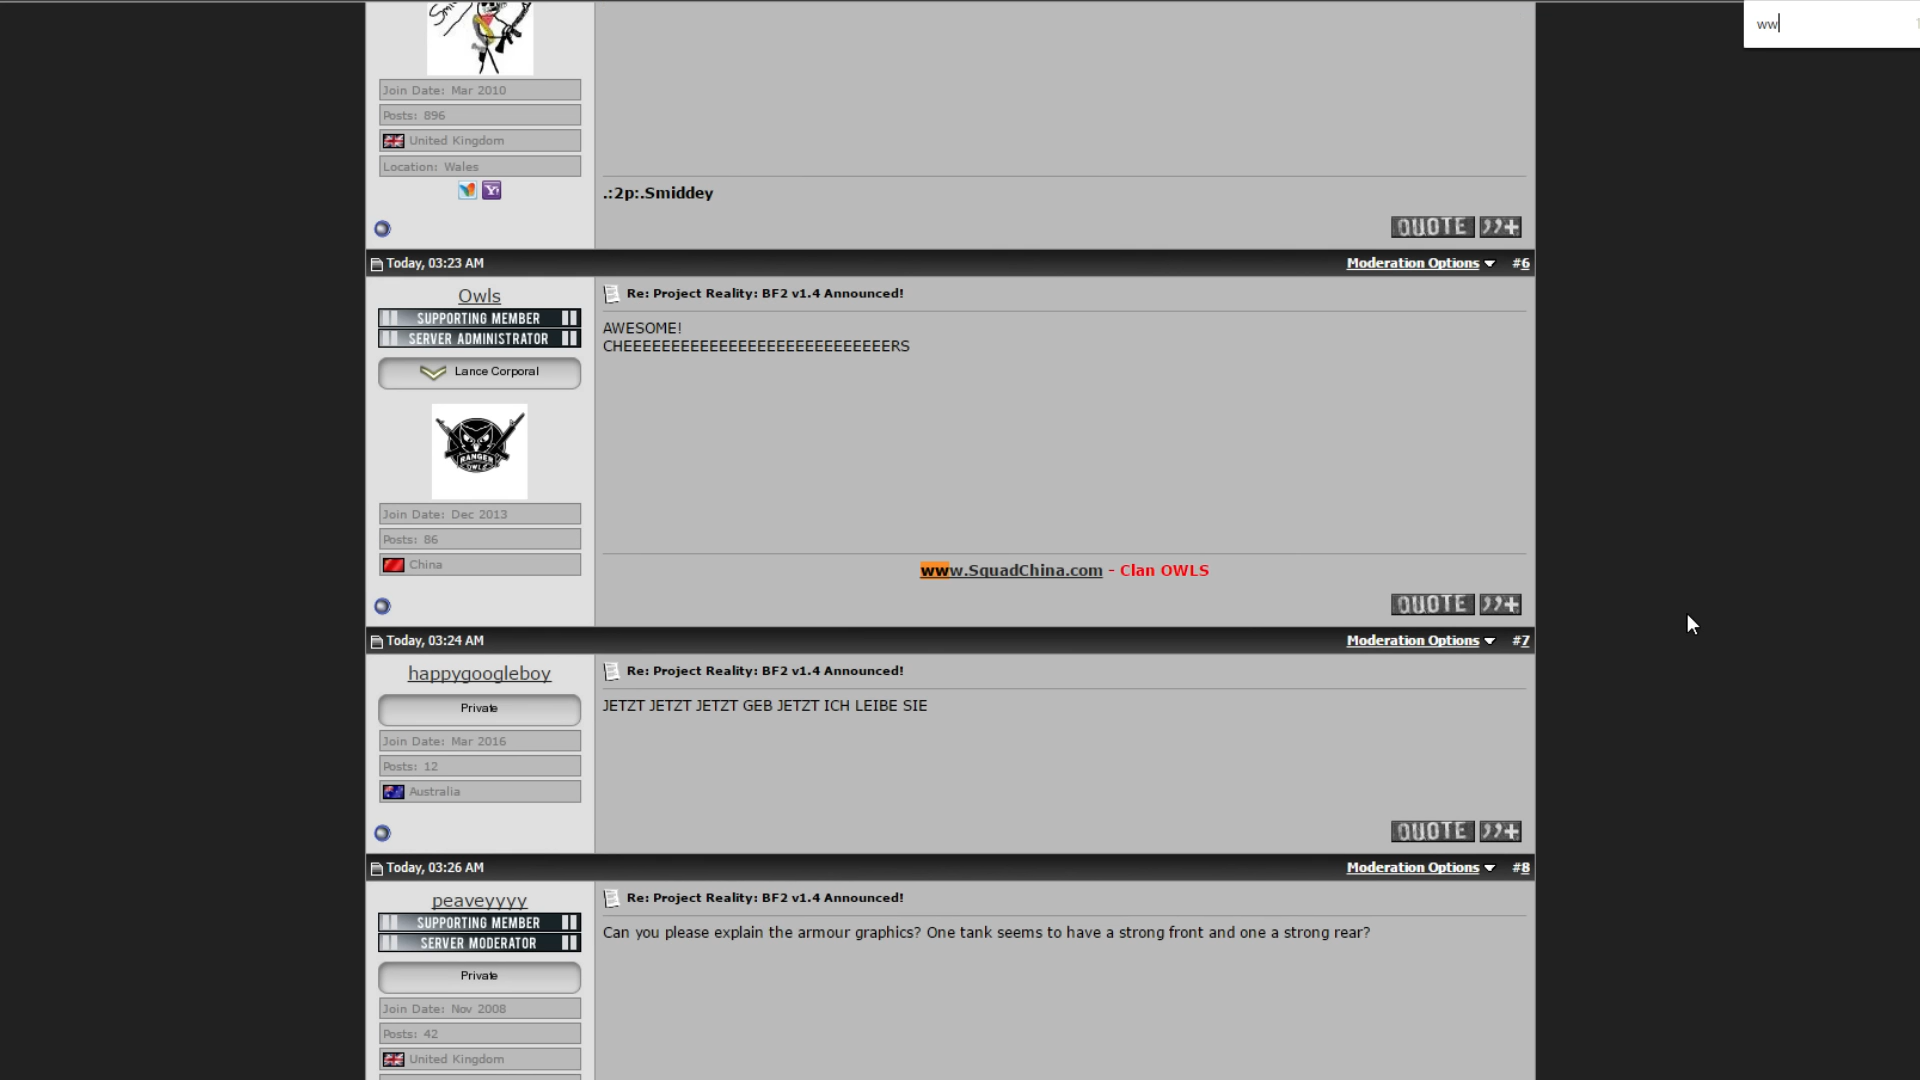 ww
Join Date: Mar 2010
Posts: 896
United Kingdom
Location: Wales
.:2p:.Smiddey
QUOTE
Today, 03:23 AM
Moderation Options #6
Owls
SUPPORTING MEMBER
SERVER ADMINISTRATOR
Lance Corporal
RANGER
OWLS
Join Date: Dec 2013
Posts: 86
China
Re: Project Reality: BF2 v1.4 Announced!
AWESOME!
CHEEEEEEEEEEEEEEEEEEEEEEEEEEEERS
www.SquadChina.com - Clan OWLS
QUOTE
Today, 03:24 AM
Moderation Options #7
happygoogleboy
Private
Join Date: Mar 2016
Posts: 12
Australia
Re: Project Reality: BF2 v1.4 Announced!
JETZT JETZT JETZT GEB JETZT ICH LEIBE SIE
QUOTE
Today, 03:26 AM
Moderation Options #8
peaveyyyy
SUPPORTING MEMBER
SERVER MODERATOR
Private
Join Date: Nov 2008
Posts: 42
United Kingdom
Re: Project Reality: BF2 v1.4 Announced!
Can you please explain the armour graphics? One tank seems to have a strong front and one a strong rear?